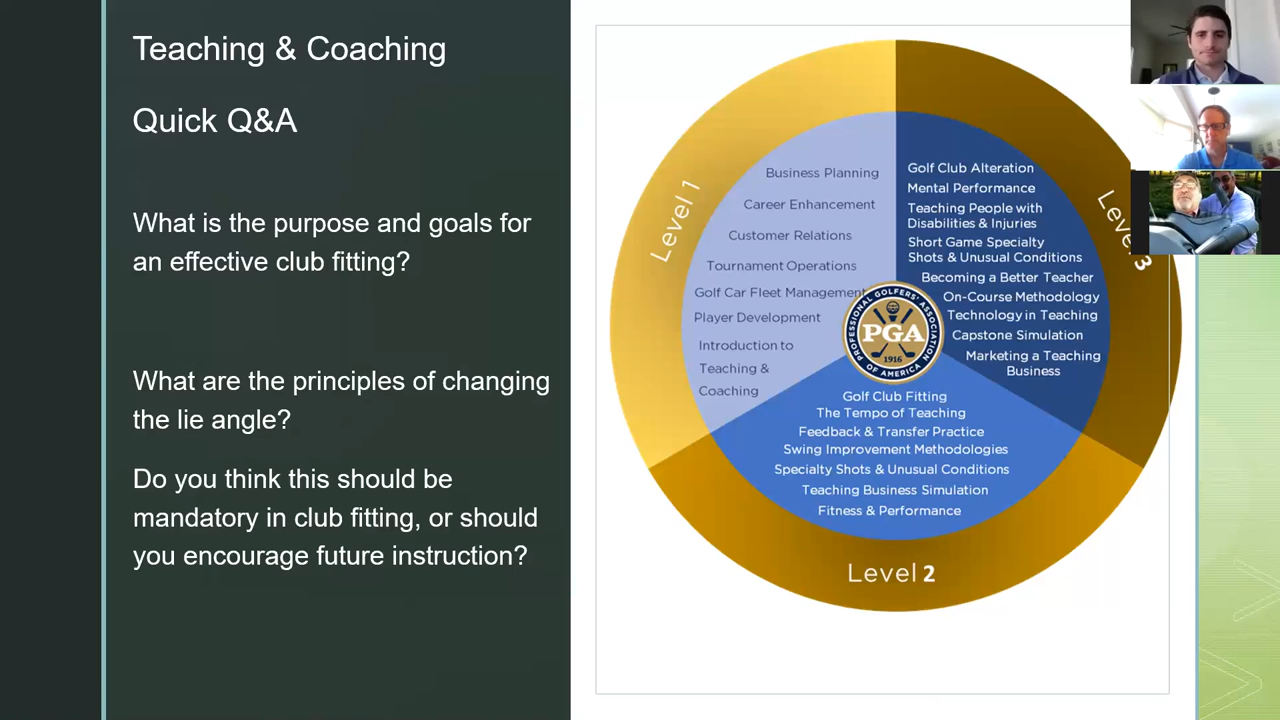 Teaching & Coaching
Quick Q&A
What is the purpose and goals for
an effective club fitting?
What are the principles of changing
the lie angle?
Do you think this should be
mandatory in club fitting, or should
you encourage future instruction?
Level 1
Business Planning
Career Enhancement
Customer Relations
Tournament Operations
Golf Car Fleet Management
Player Development
Introduction to
Teaching &
Coaching
Level 3
Golf Club Alteration
Mental Performance
Teaching People with
Disabilities & Injuries
Short Game Specialty
Shots & Unusual Conditions
Becoming a Better Teacher
On-Course Methodology
Technology in Teaching
Capstone Simulation
Marketing a Teaching
Business
PROFESSIONAL GOLFERS' ASSOCIATION
PGA
1916
OF AMERICA
Golf Club Fitting
The Tempo of Teaching
Feedback & Transfer Practice
Swing Improvement Methodologies
Specialty Shots & Unusual Conditions
Teaching Business Simulation
Fitness & Performance
Level 2